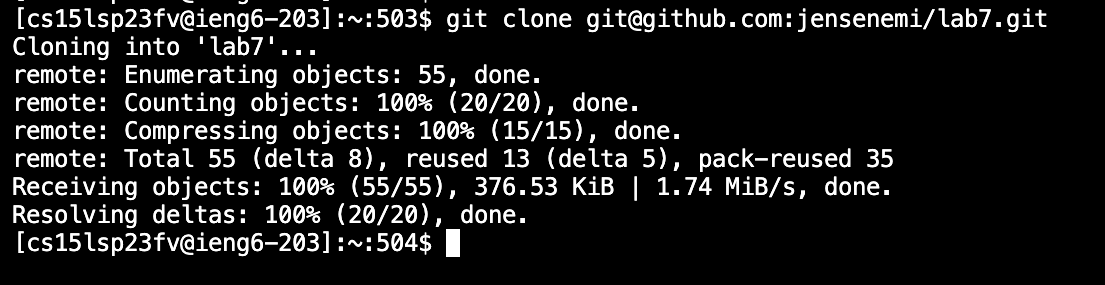 [cs15lsp23fv@ieng6-203]:~:503$ git clone git@github.com:jensenemi/lab7.git
Cloning into 'lab7'...
remote: Enumerating objects: 55, done.
remote: Counting objects: 100% (20/20), done.
remote: Compressing objects: 100% (15/15), done.
remote: Total 55 (delta 8), reused 13 (delta 5), pack-reused 35
Receiving objects: 100% (55/55), 376.53 KiB | 1.74 MiB/s, done.
Resolving deltas: 100% (20/20), done.
[cs15lsp23fv@ieng6-203]:~:504$